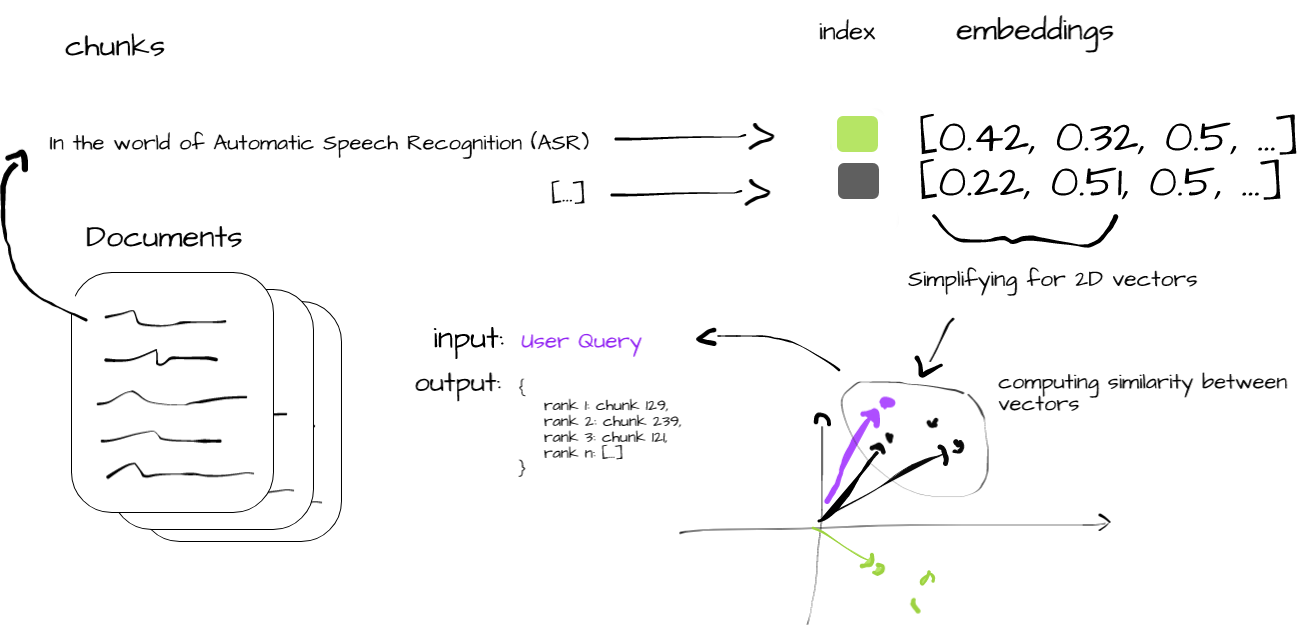 chunks
index
embeddings
In the world of Automatic Speech Recognition (ASR)
[0.42, 0.32, 0.5, ...]
[...]
[0.22, 0.51, 0.5, ...]
Documents
Simplifying for 2D vectors
input: User Query
output: {
rank 1: chunk 129,
rank 2: chunk 239,
rank 3: chunk 121,
rank n: [...]
}
computing similarity between
vectors